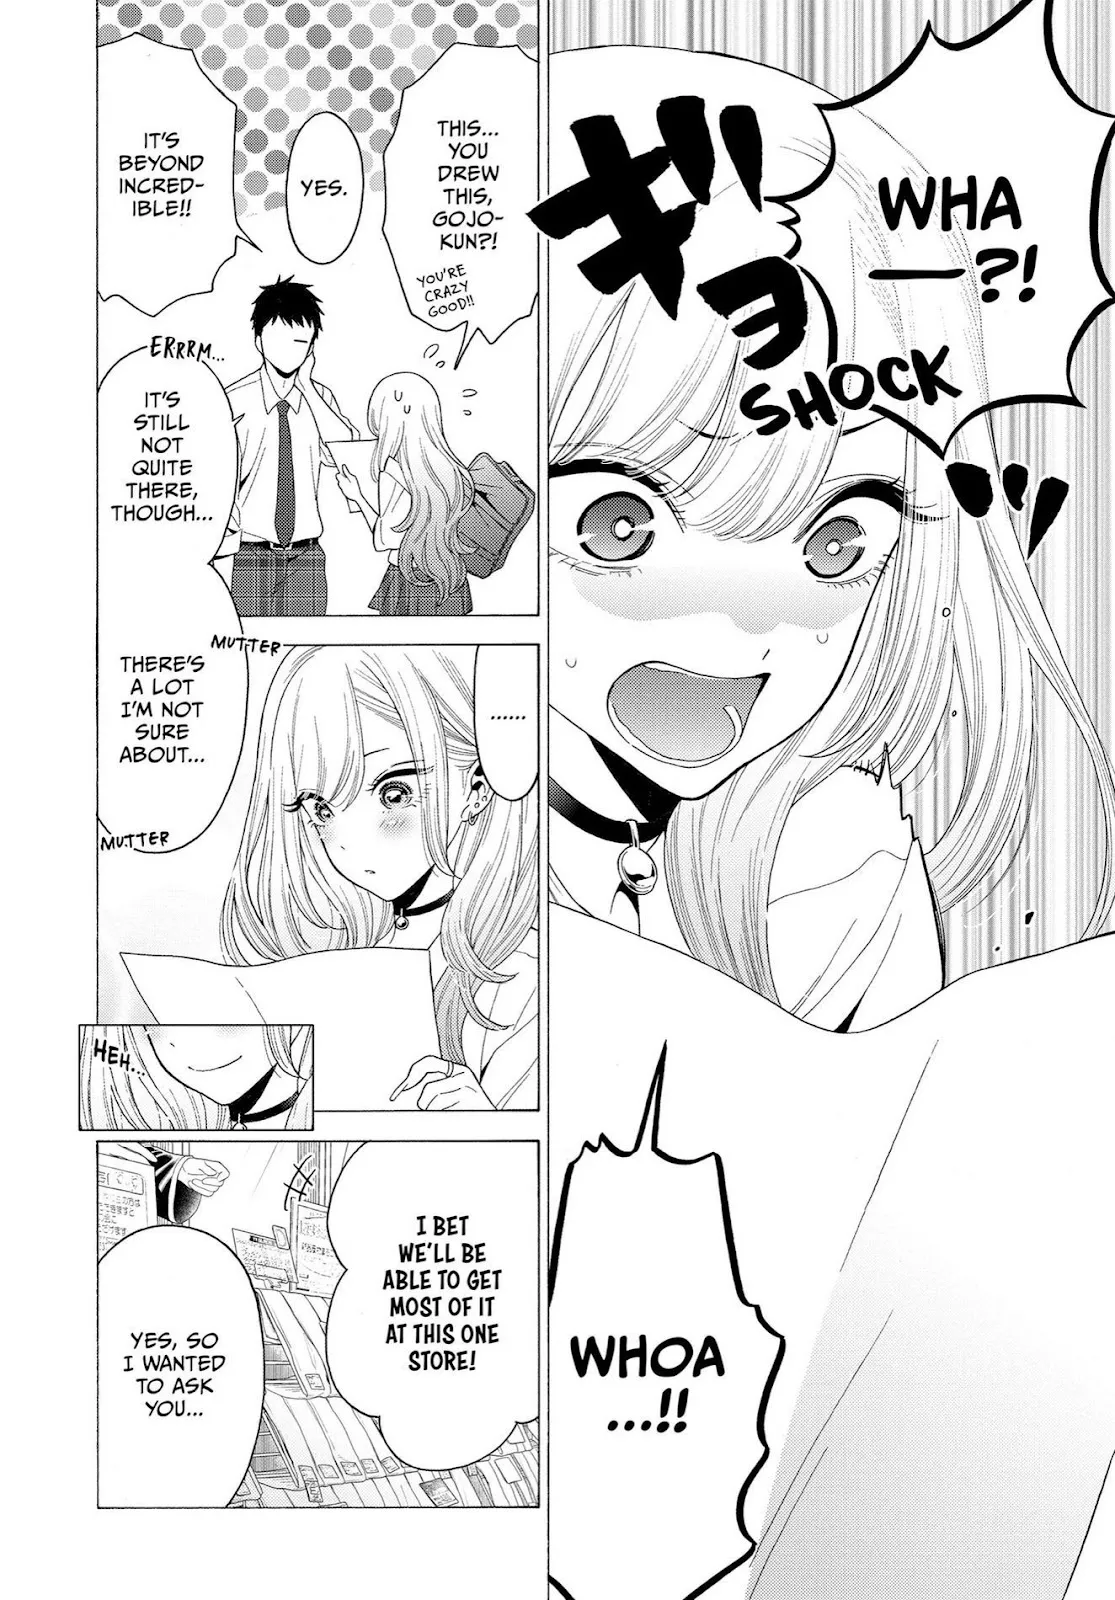 WHA
—?!
ギョッ
SHOCK
WHOA
...!!
THIS...
YOU
DREW
THIS,
GOJO-
KUN?!
YOU'RE
CRAZY
GOOD!!
YES.
IT'S
BEYOND
INCRED-
IBLE!!
ERRRM...
IT'S
STILL
NOT
QUITE
THERE,
THOUGH...
MUTTER
THERE'S
A LOT
I'M NOT
SURE
ABOUT...
MUTTER
.......
HEH...
I BET
WE'LL BE
ABLE TO GET
MOST OF IT
AT THIS ONE
STORE!
YES, SO
I WANTED
TO ASK
YOU...